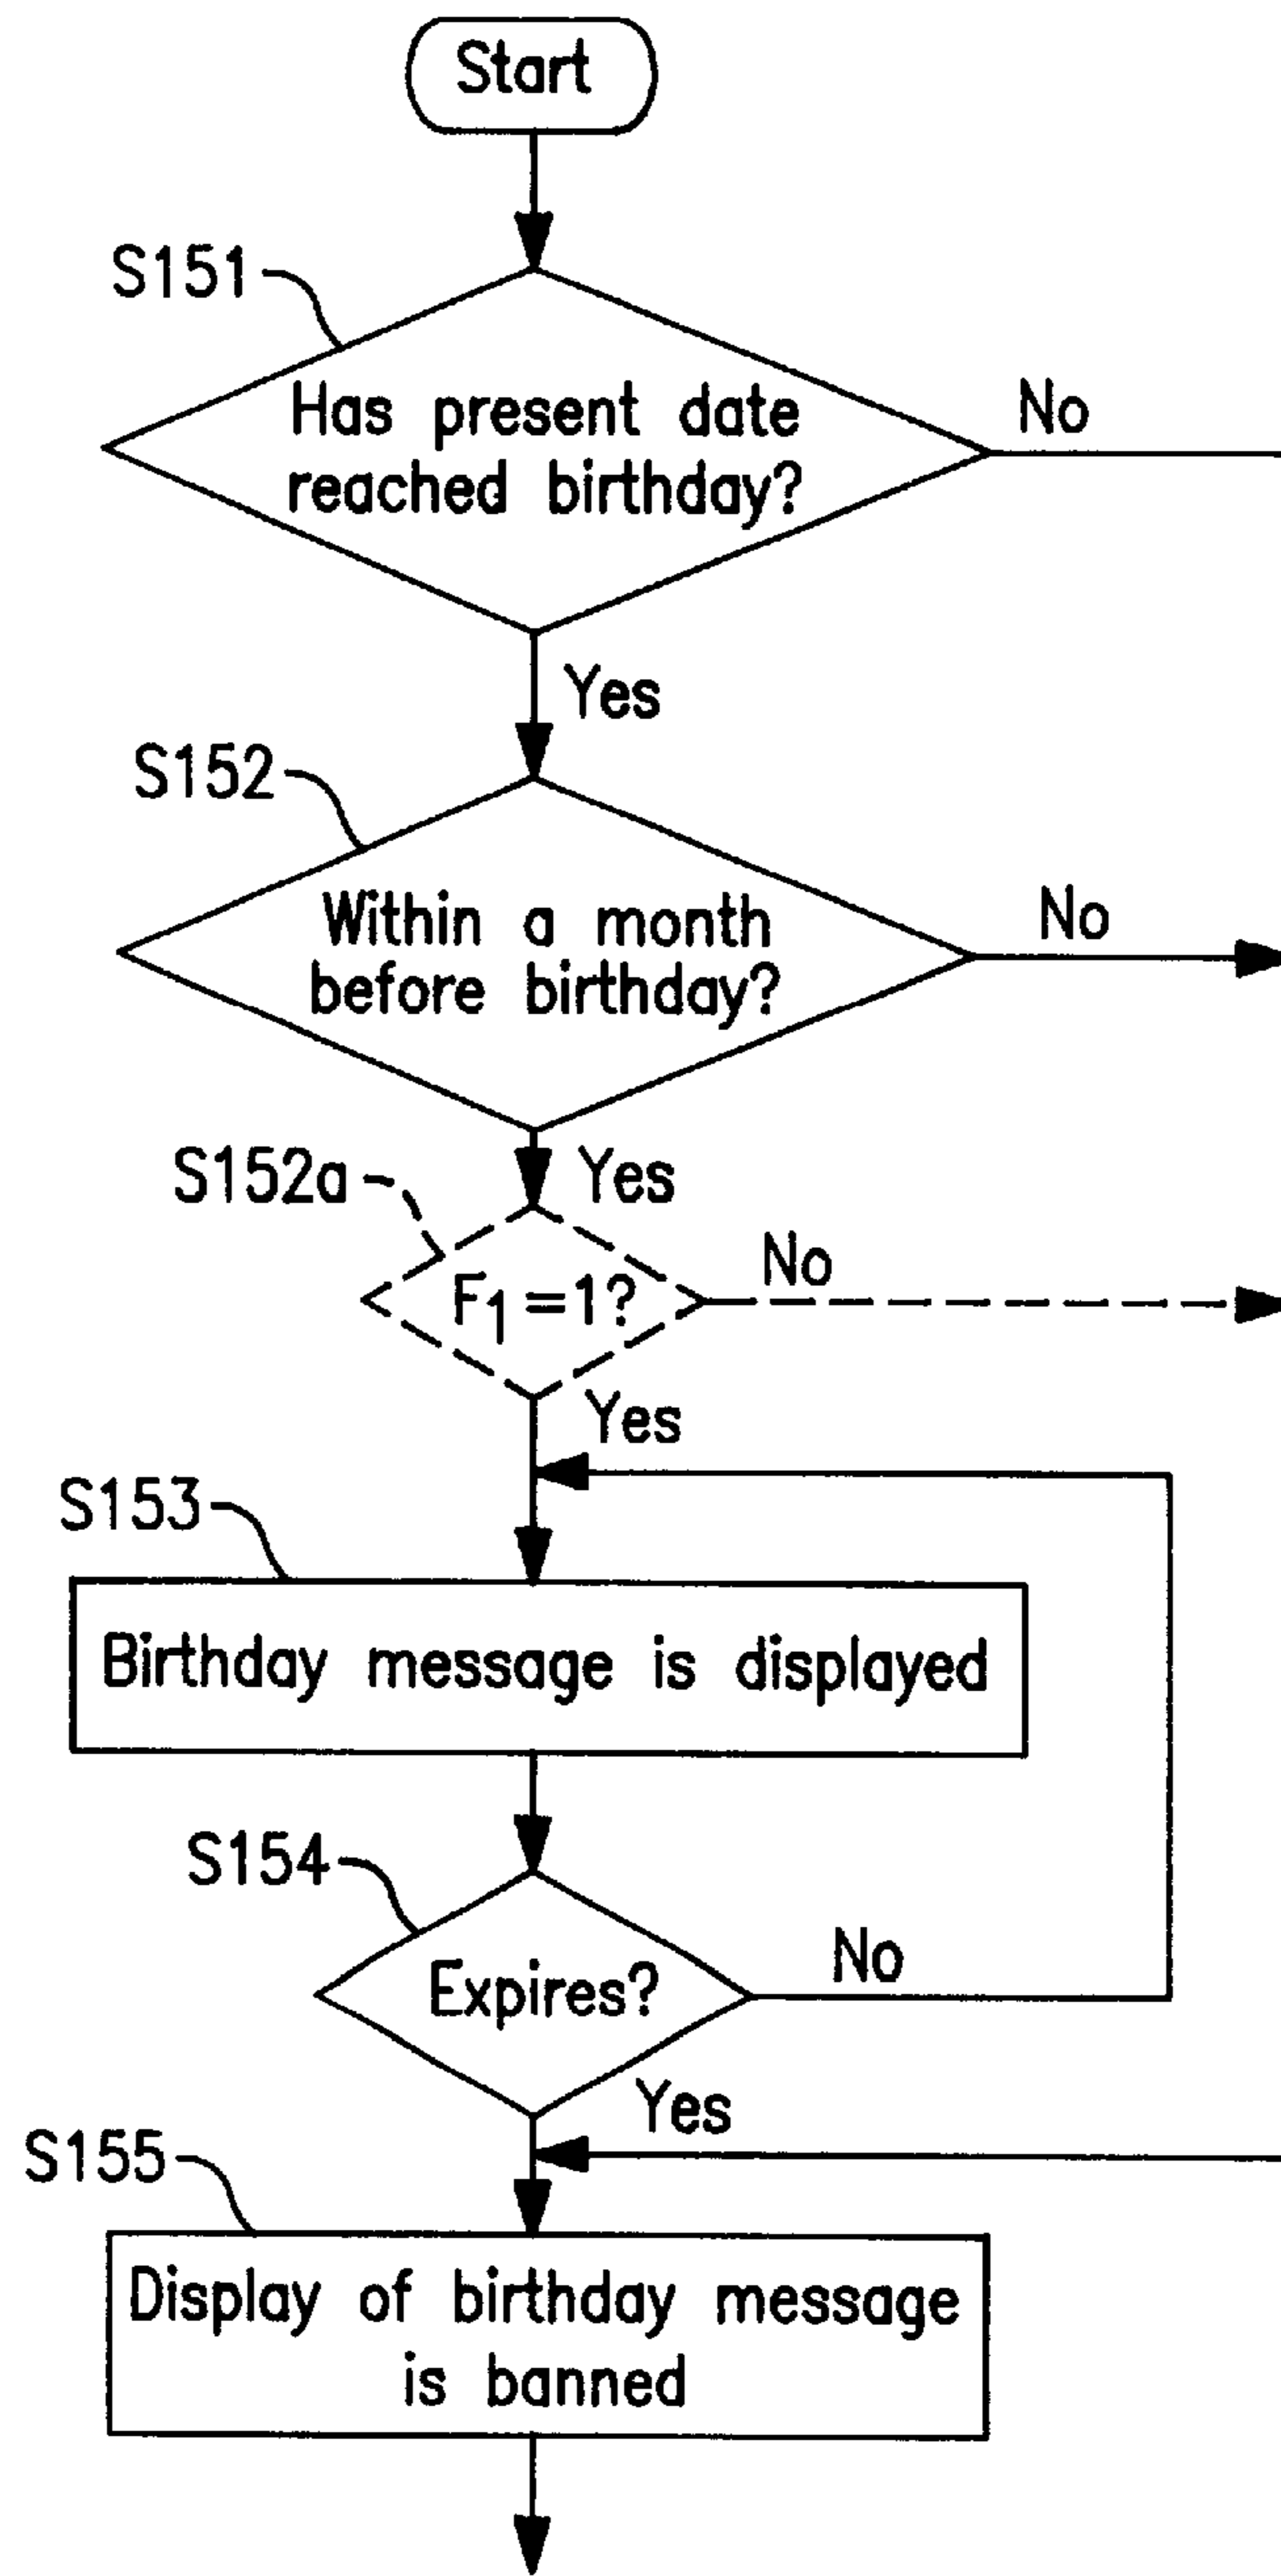 Start
S151
Has present date
reached birthday?
No
Yes
S152
Within a month
before birthday?
No
Yes
S152a
F₁=1?
No
Yes
S153
Birthday message is displayed
S154
Expires?
No
Yes
S155
Display of birthday message
is banned